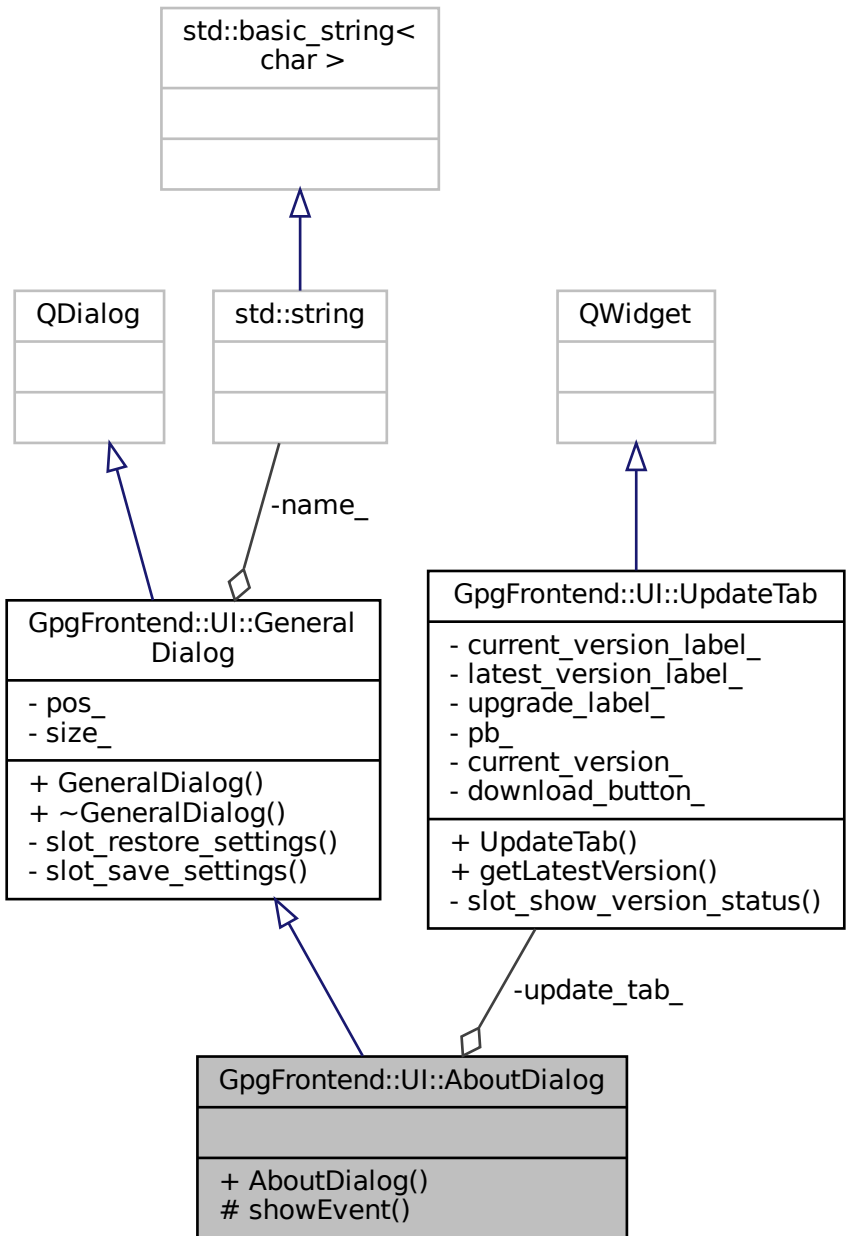 std::basic_string<
char >
QDialog
std::string
QWidget
-name_
GpgFrontend::UI::General
Dialog
- pos_
- size_
+ GeneralDialog()
+ ~GeneralDialog()
- slot_restore_settings()
- slot_save_settings()
GpgFrontend::UI::UpdateTab
- current_version_label_
- latest_version_label_
- upgrade_label_
- pb_
- current_version_
- download_button_
+ UpdateTab()
+ getLatestVersion()
- slot_show_version_status()
-update_tab_
GpgFrontend::UI::AboutDialog
+ AboutDialog()
# showEvent()